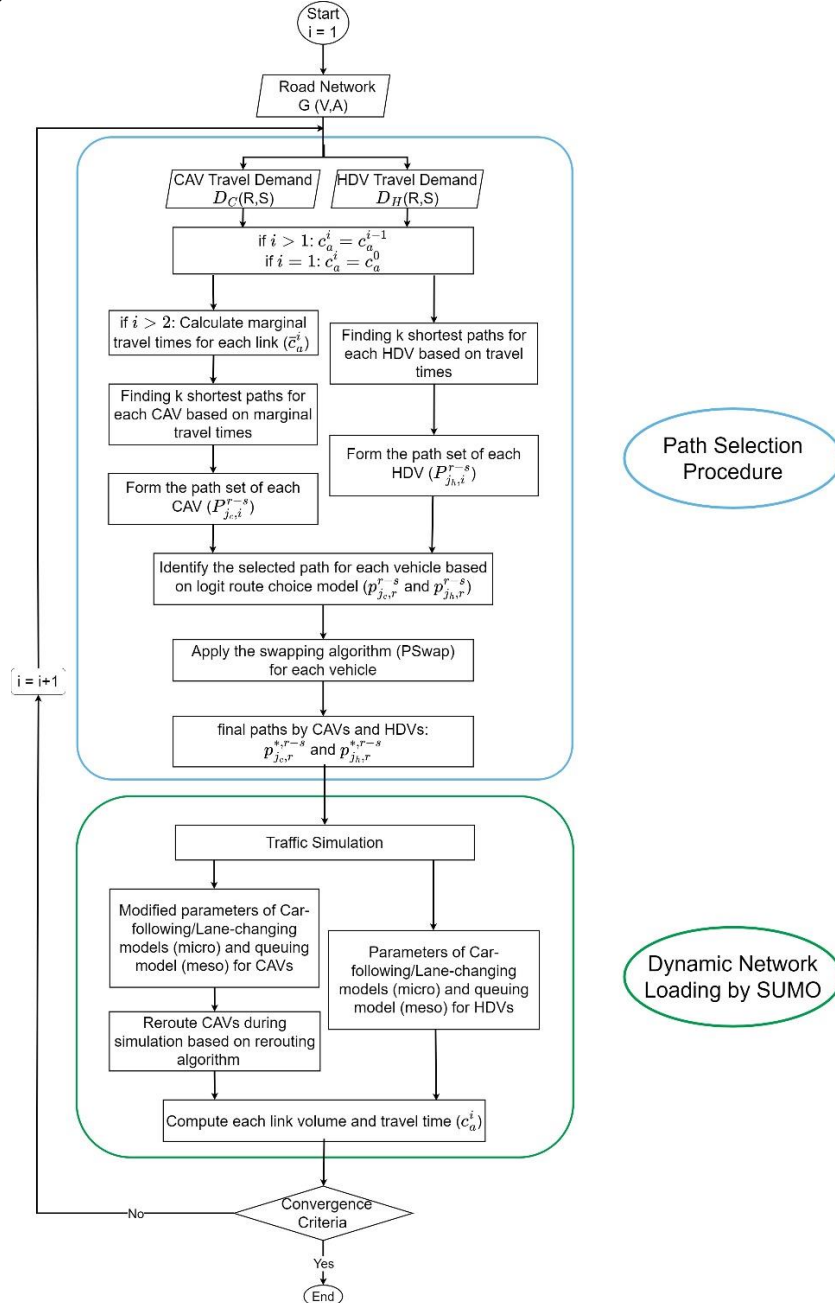 Start
i = 1
Road Network
G (V,A)
CAV Travel Demand
D_C(R,S)
HDV Travel Demand
D_H(R,S)
if i > 1: c_a^i = c_a^{i-1}
if i = 1: c_a^i = c_a^0
if i > 2: Calculate marginal
travel times for each link (c̄_a^i)
Finding k shortest paths for
each HDV based on travel
times
Finding k shortest paths for
each CAV based on marginal
travel times
Form the path set of each
HDV (P_{j_h,i}^{r-s})
Form the path set of each
CAV (P_{j_c,i}^{r-s})
Path Selection
Procedure
Identify the selected path for each vehicle based
on logit route choice model (p_{j_c,r}^{r-s} and p_{j_h,r}^{r-s})
Apply the swapping algorithm (PSwap)
for each vehicle
i = i+1
final paths by CAVs and HDVs:
p_{j_c,r}^{*,r-s} and p_{j_h,r}^{*,r-s}
Traffic Simulation
Modified parameters of Car-
following/Lane-changing
models (micro) and queuing
model (meso) for CAVs
Parameters of Car-
following/Lane-changing
models (micro) and queuing
model (meso) for HDVs
Dynamic Network
Loading by SUMO
Reroute CAVs during
simulation based on rerouting
algorithm
Compute each link volume and travel time (c_a^i)
Convergence
Criteria
No
Yes
End